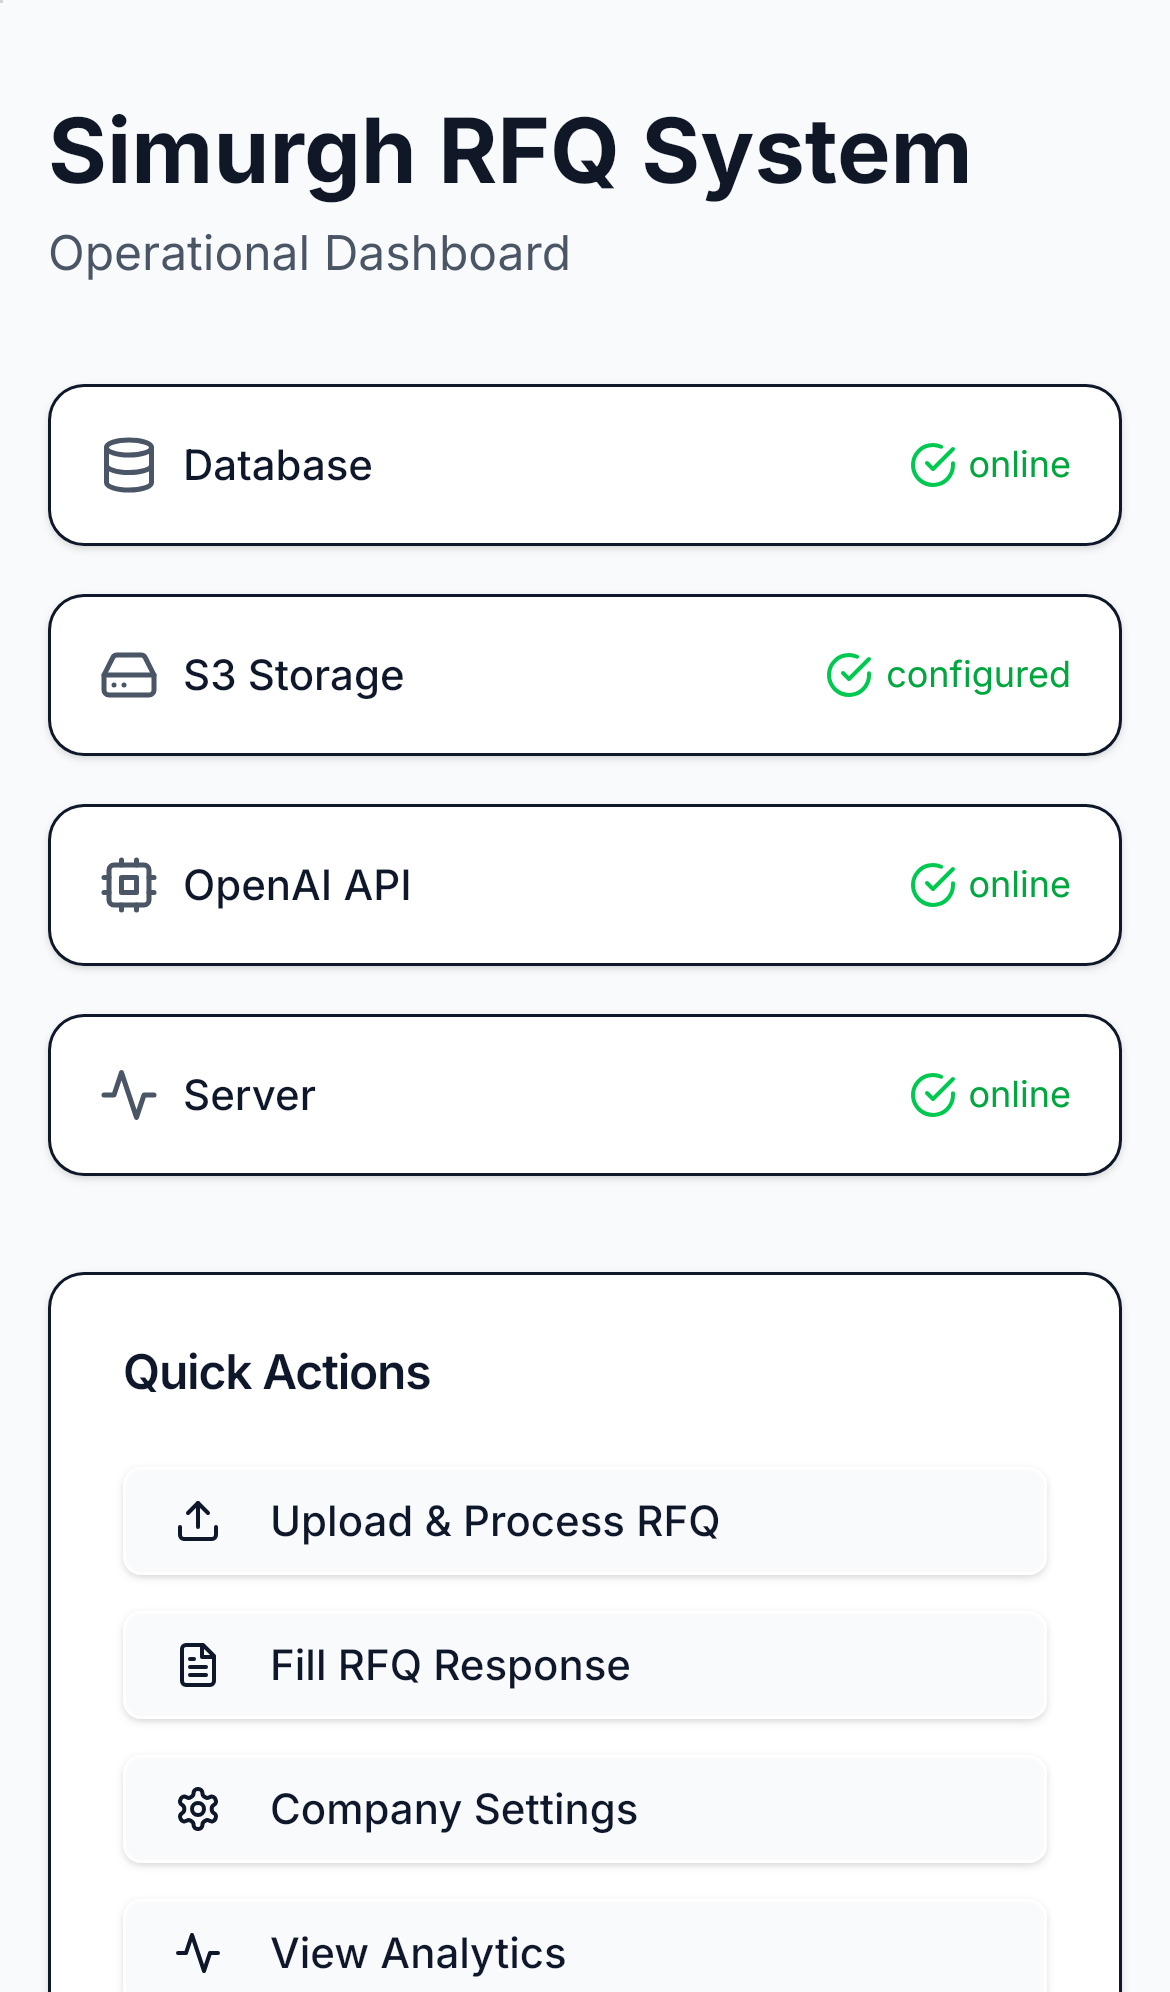 Simurgh RFQ System
Operational Dashboard
Database online
S3 Storage configured
OpenAI API online
Server online
Quick Actions
Upload & Process RFQ
Fill RFQ Response
Company Settings
View Analytics